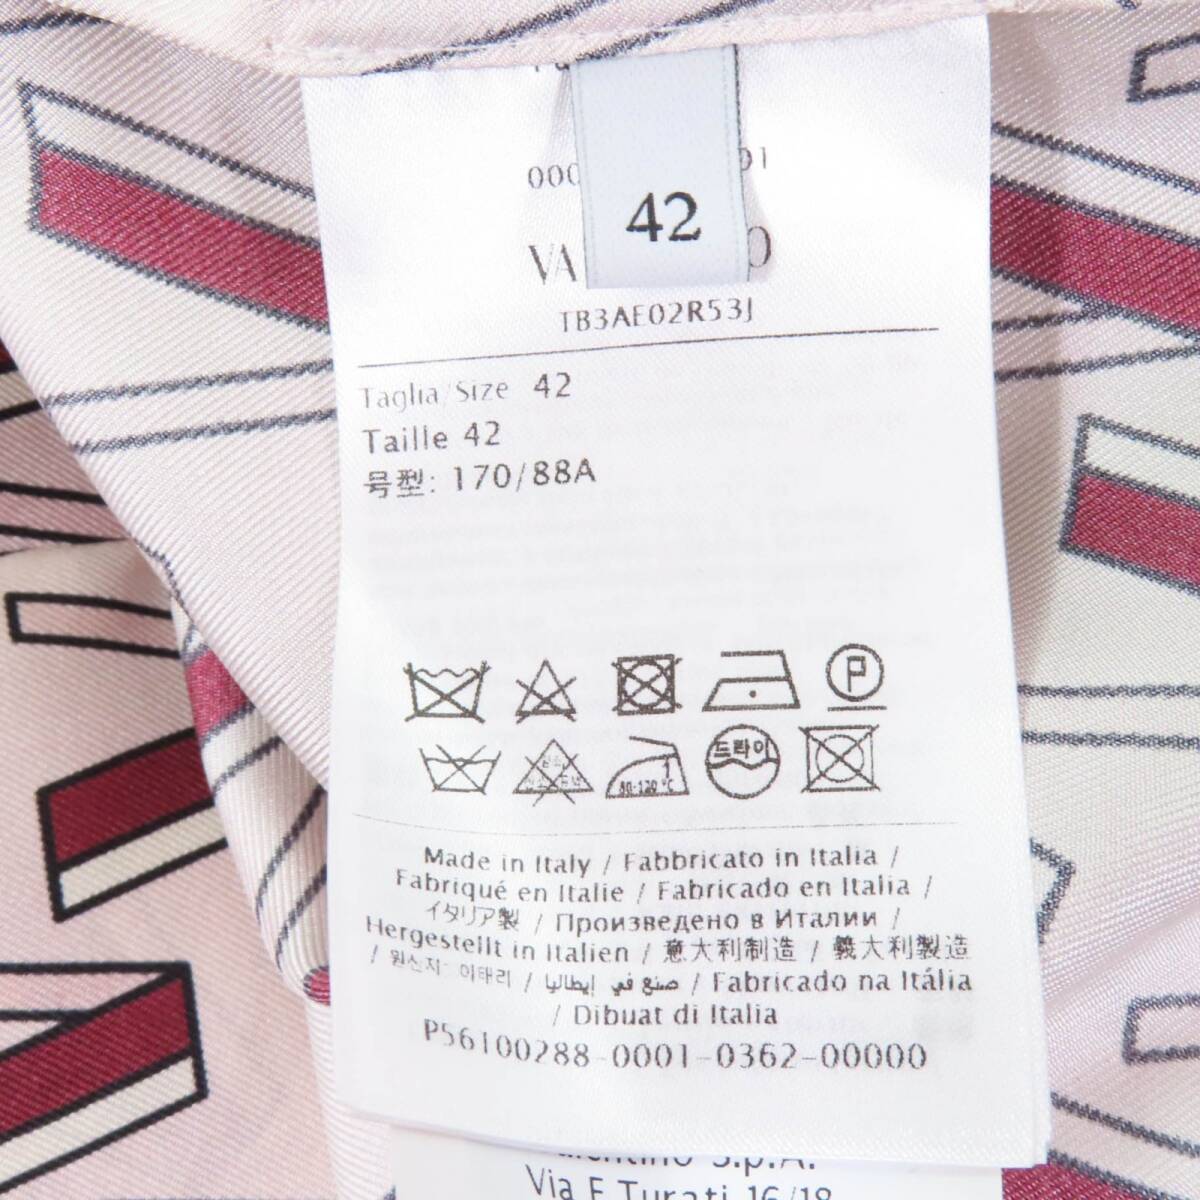 42
TB3AE02R53J
Taglia/Size 42
Taille 42
号型: 170/88A
P
드라이
80-120 °C
Made in Italy / Fabbricato in Italia /
Fabriqué en Italie / Fabricado en Italia /
イタリア製 / Произведено в Италии /
Hergestellt in Italien / 意大利制造 / 義大利製造
/ 원산지: 이태리 / صنع في إيطاليا / Fabricado na Itália
/ Dibuat di Italia
P56100288-0001-0362-00000
S.p.A.
Via F. Turati 16/18